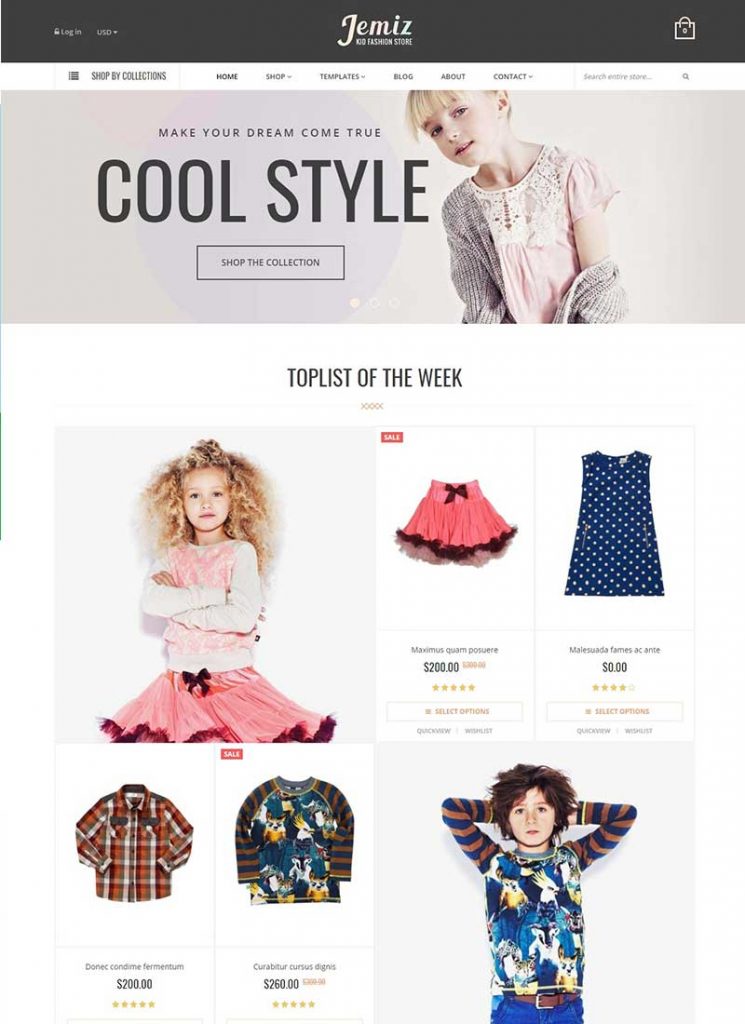 Log in
USD
Jemiz
KID FASHION STORE
0
SHOP BY COLLECTIONS
HOME
SHOP
TEMPLATES
BLOG
ABOUT
CONTACT
Search entire store...
MAKE YOUR DREAM COME TRUE
COOL STYLE
SHOP THE COLLECTION
TOPLIST OF THE WEEK
SALE
Maximus quam posuere
$200.00 $300.00
SELECT OPTIONS
QUICKVIEW | WISHLIST
Malesuada fames ac ante
$0.00
SELECT OPTIONS
QUICKVIEW | WISHLIST
Donec condime fermentum
$200.00
SALE
Curabitur cursus dignis
$260.00 $300.00